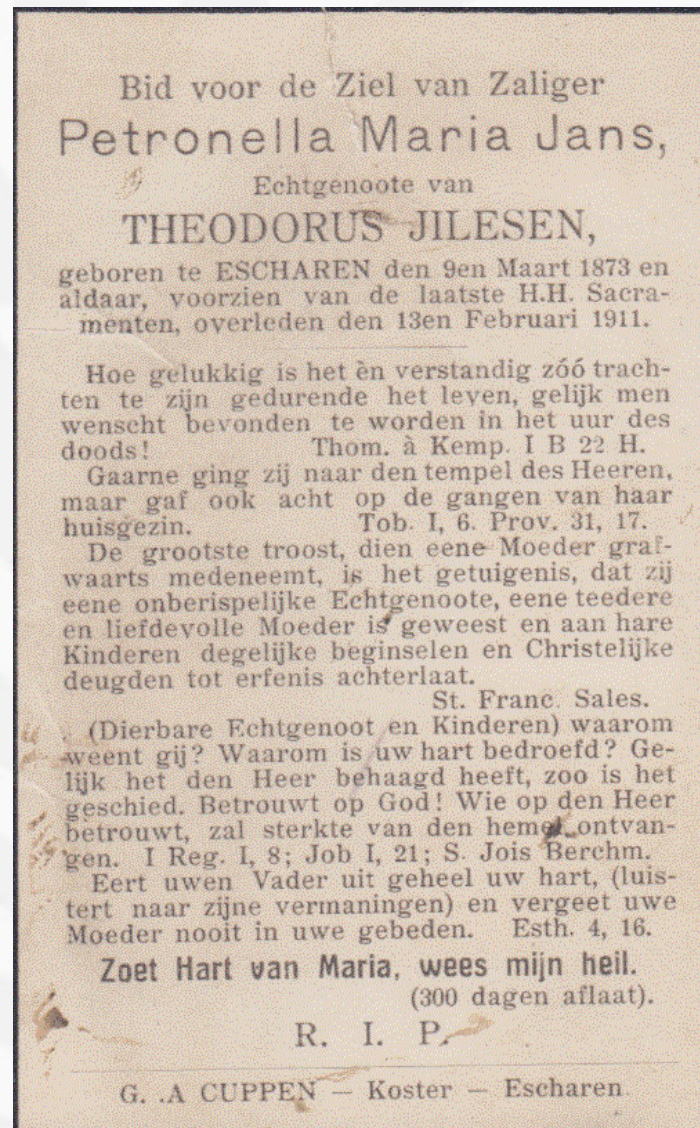 Bid voor de Ziel van Zaliger
Petronella Maria Jans,
Echtgenoote van
THEODORUS JILESEN,
geboren te ESCHAREN den 9en Maart 1873 en
aldaar, voorzien van de laatste H.H. Sacra-
menten, overleden den 13en Februari 1911.
Hoe gelukkig is het èn verstandig zóó trach-
ten te zijn gedurende het leven, gelijk men
wenscht bevonden te worden in het uur des
doods! Thom. à Kemp. I B 22 H.
Gaarne ging zij naar den tempel des Heeren,
maar gaf ook acht op de gangen van haar
huisgezin. Tob. I, 6. Prov. 31, 17.
De grootste troost, dien eene Moeder graf-
waarts medeneemt, is het getuigenis, dat zij
eene onberispelijke Echtgenoote, eene teedere
en liefdevolle Moeder is geweest en aan hare
Kinderen degelijke beginselen en Christelijke
deugden tot erfenis achterlaat.
St. Franc. Sales.
(Dierbare Echtgenoot en Kinderen) waarom
weent gij? Waarom is uw hart bedroefd? Ge-
lijk het den Heer behaagd heeft, zoo is het
geschied. Betrouwt op God! Wie op den Heer
betrouwt, zal sterkte van den hemel ontvan-
gen. I Reg. I, 8; Job I, 21; S. Jois Berchm.
Eert uwen Vader uit geheel uw hart, (luis-
tert naar zijne vermaningen) en vergeet uwe
Moeder nooit in uwe gebeden. Esth. 4, 16.
Zoet Hart van Maria, wees mijn heil.
(300 dagen aflaat).
R. I. P.
G. .A CUPPEN — Koster — Escharen